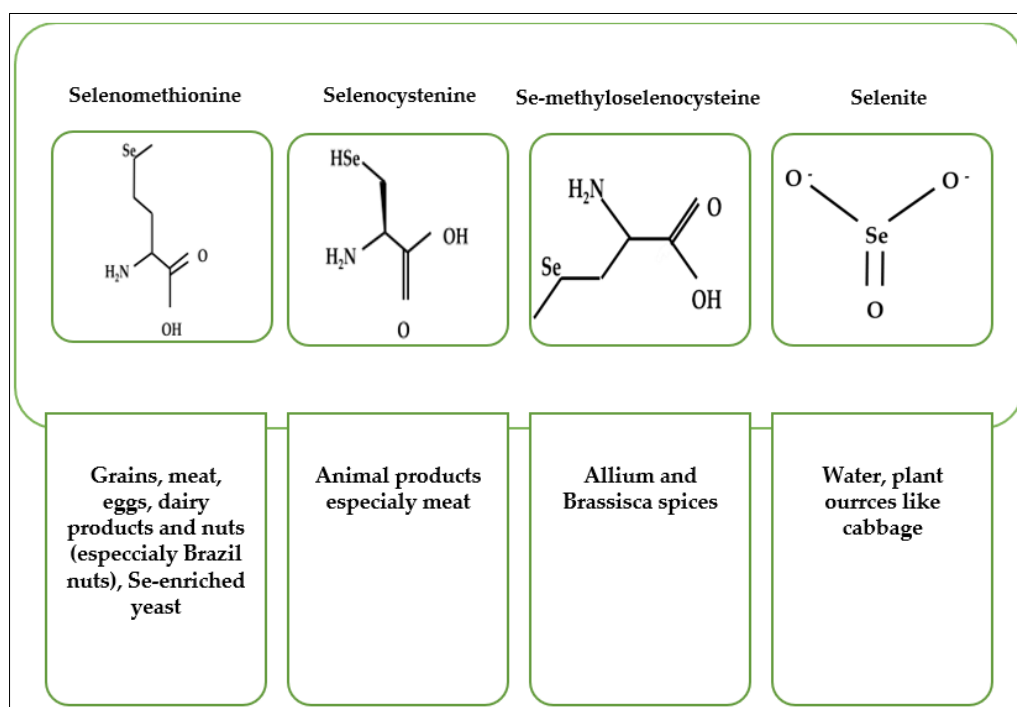 Selenomethionine
Selenocystenine
Se-methyloselenocysteine
Selenite
Se
H₂N
O
OH
HSe
H₂N
OH
O
H₂N
O
Se
OH
O -
O -
Se
O
Grains, meat,
eggs, dairy
products and nuts
(especcialy Brazil
nuts), Se-enriched
yeast
Animal products
especialy meat
Allium and
Brassisca spices
Water, plant
ourrces like
cabbage